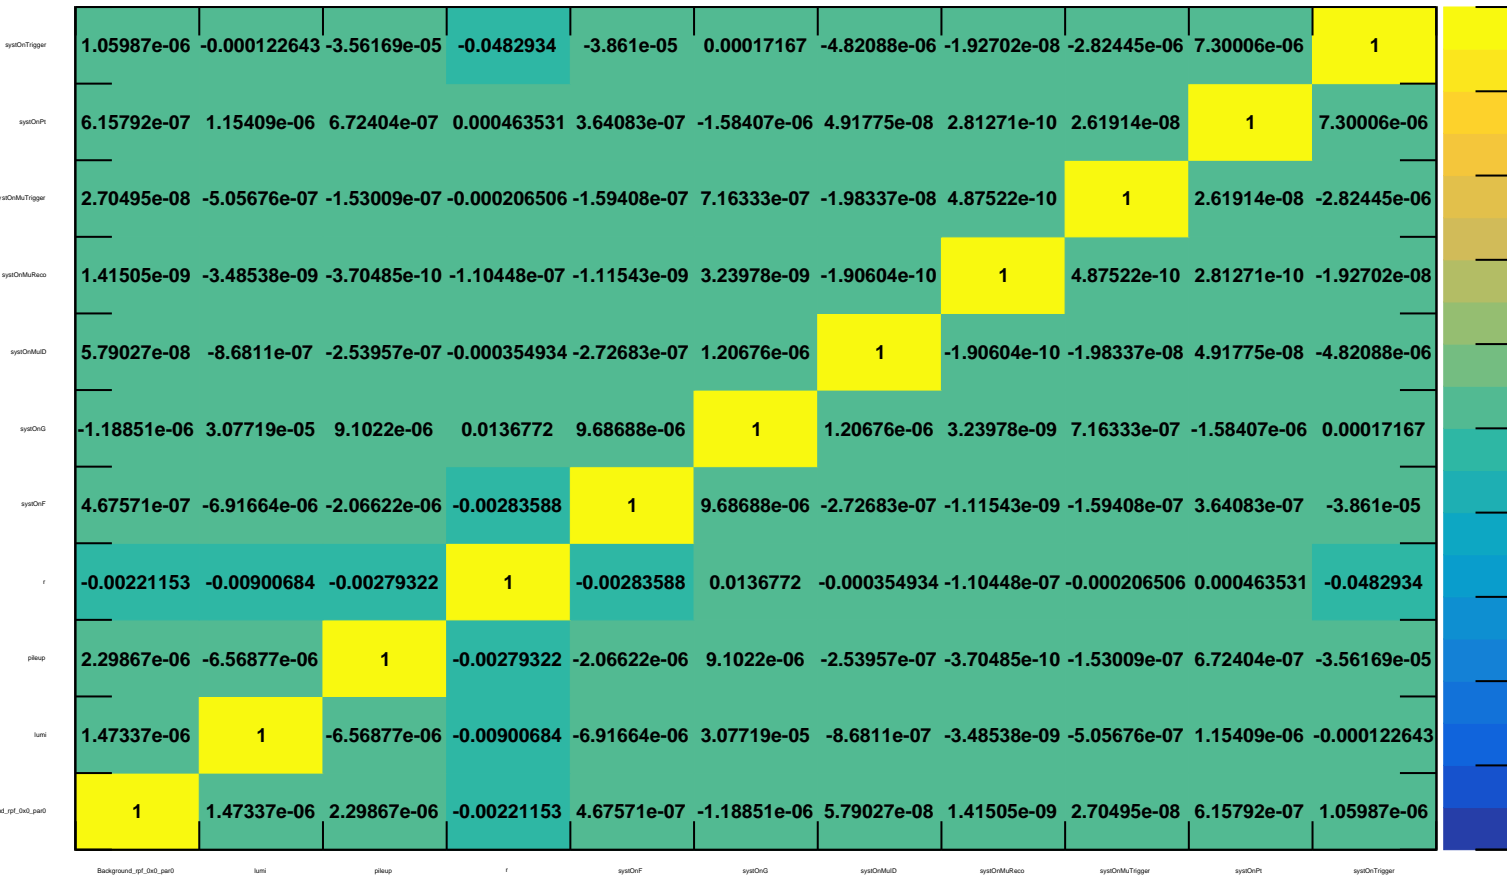 systOnTrigger 1.05987e-06 -0.000122643 -3.56169e-05 -0.0482934 -3.861e-05 0.00017167 -4.82088e-06 -1.92702e-08 -2.82445e-06 7.30006e-06 1
systOnPt 6.15792e-07 1.15409e-06 6.72404e-07 0.000463531 3.64083e-07 -1.58407e-06 4.91775e-08 2.81271e-10 2.61914e-08 1 7.30006e-06
ystOnMuTrigger 2.70495e-08 -5.05676e-07 -1.53009e-07 -0.000206506 -1.59408e-07 7.16333e-07 -1.98337e-08 4.87522e-10 1 2.61914e-08 -2.82445e-06
systOnMuReco 1.41505e-09 -3.48538e-09 -3.70485e-10 -1.10448e-07 -1.11543e-09 3.23978e-09 -1.90604e-10 1 4.87522e-10 2.81271e-10 -1.92702e-08
systOnMuID 5.79027e-08 -8.6811e-07 -2.53957e-07 -0.000354934 -2.72683e-07 1.20676e-06 1 -1.90604e-10 -1.98337e-08 4.91775e-08 -4.82088e-06
systOnG -1.18851e-06 3.07719e-05 9.1022e-06 0.0136772 9.68688e-06 1 1.20676e-06 3.23978e-09 7.16333e-07 -1.58407e-06 0.00017167
systOnF 4.67571e-07 -6.91664e-06 -2.06622e-06 -0.00283588 1 9.68688e-06 -2.72683e-07 -1.11543e-09 -1.59408e-07 3.64083e-07 -3.861e-05
r -0.00221153 -0.00900684 -0.00279322 1 -0.00283588 0.0136772 -0.000354934 -1.10448e-07 -0.000206506 0.000463531 -0.0482934
pileup 2.29867e-06 -6.56877e-06 1 -0.00279322 -2.06622e-06 9.1022e-06 -2.53957e-07 -3.70485e-10 -1.53009e-07 6.72404e-07 -3.56169e-05
lumi 1.47337e-06 1 -6.56877e-06 -0.00900684 -6.91664e-06 3.07719e-05 -8.6811e-07 -3.48538e-09 -5.05676e-07 1.15409e-06 -0.000122643
d_rpf_0x0_par0 1 1.47337e-06 2.29867e-06 -0.00221153 4.67571e-07 -1.18851e-06 5.79027e-08 1.41505e-09 2.70495e-08 6.15792e-07 1.05987e-06
Background_rpf_0x0_par0 lumi pileup r systOnF systOnG systOnMuID systOnMuReco systOnMuTrigger systOnPt systOnTrigger